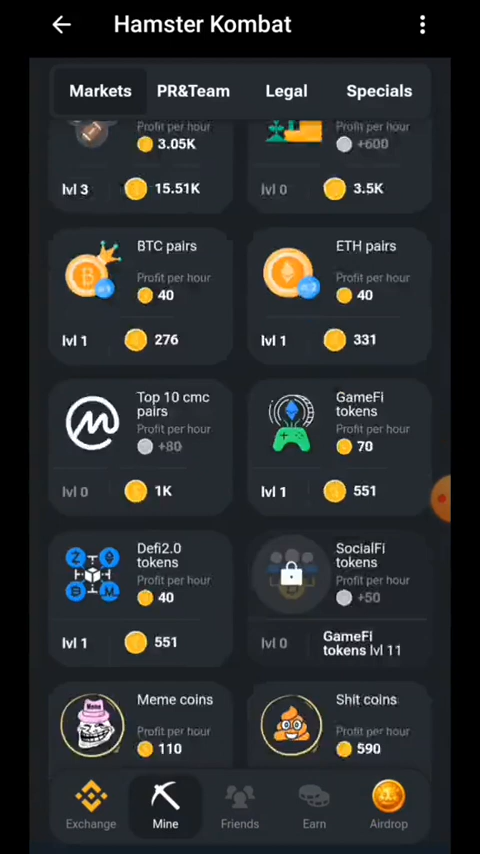 Hamster Kombat
Markets
PR&Team
Legal
Specials
Profit per hour
3.05K
lvl 3
15.51K
Profit per hour
+600
lvl 0
3.5K
BTC pairs
Profit per hour
40
lvl 1
276
ETH pairs
Profit per hour
40
lvl 1
331
Top 10 cmc
pairs
Profit per hour
+80
lvl 0
1K
GameFi
tokens
Profit per hour
70
lvl 1
551
Defi2.0
tokens
Profit per hour
40
lvl 1
551
SocialFi
tokens
Profit per hour
+50
lvl 0
GameFi
tokens lvl 11
Meme coins
Profit per hour
110
Shit coins
Profit per hour
590
Exchange
Mine
Friends
Earn
Airdrop